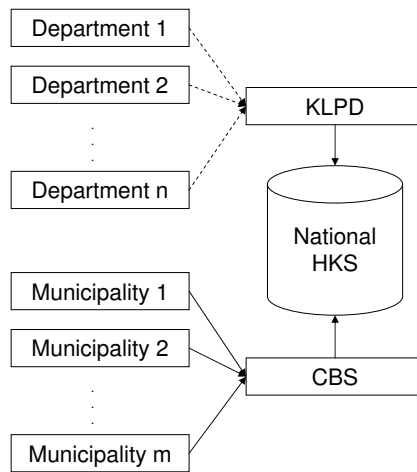 Department 1
Department 2
.
.
.
Department n
KLPD
National
HKS
Municipality 1
Municipality 2
.
.
.
Municipality m
CBS